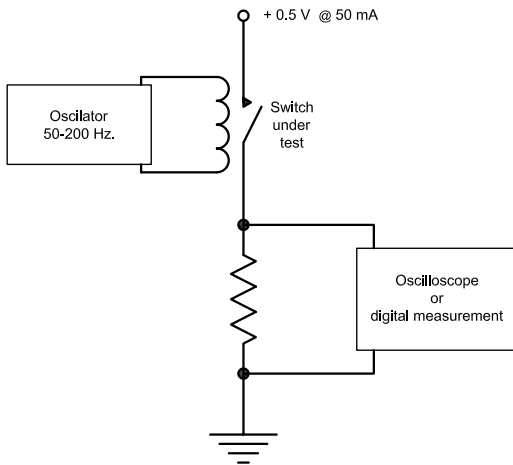 + 0.5 V @ 50 mA
Oscilator
50-200 Hz.
Switch
under
test
Oscilloscope
or
digital measurement